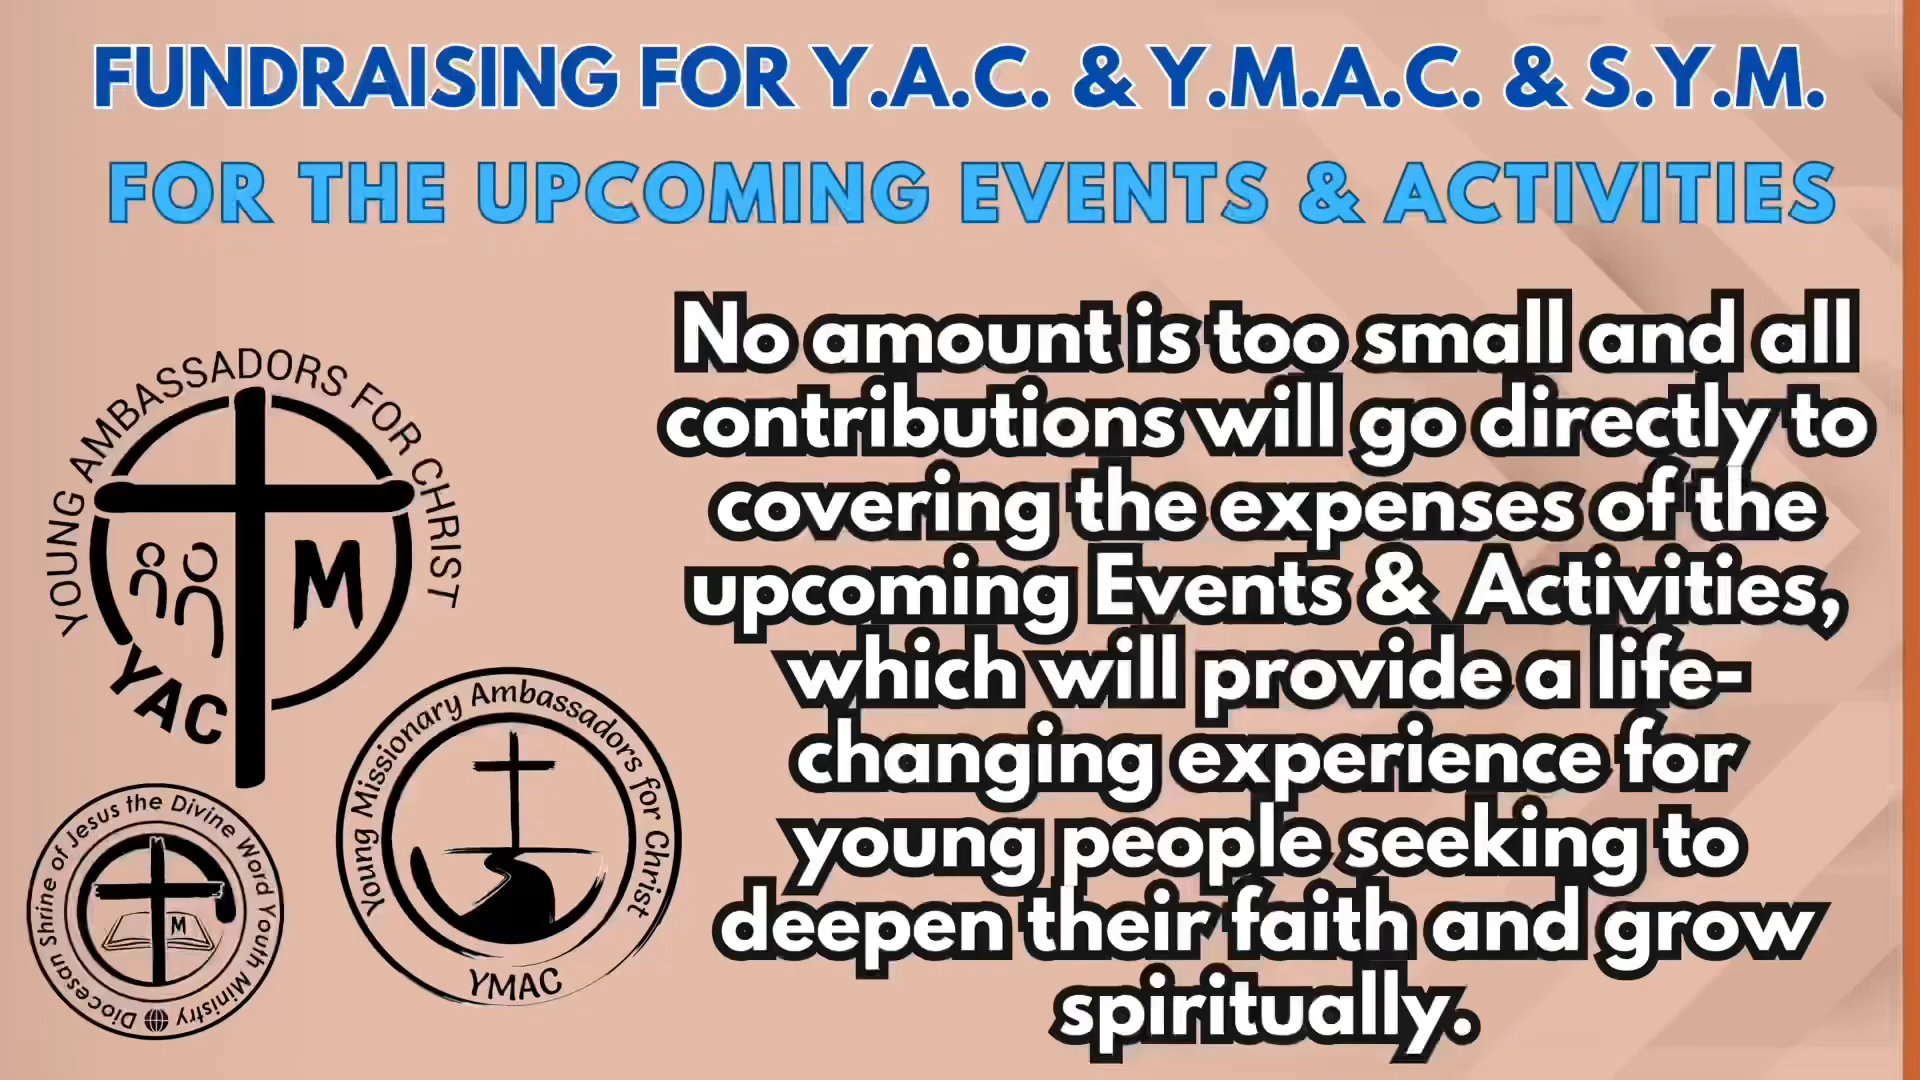 FUNDRAISING FOR Y.A.C. & Y.M.A.C. & S.Y.M.
FOR THE UPCOMING EVENTS & ACTIVITIES
No amount is too small and all
contributions will go directly to
covering the expenses of the
upcoming Events & Activities,
which will provide a life-
changing experience for
young people seeking to
deepen their faith and grow
spiritually.
YOUNG AMBASSADORS FOR CHRIST
M
YAC
Young Missionary Ambassadors for Christ
YMAC
Diocesan Shrine of Jesus the Divine Word Youth Ministry
M